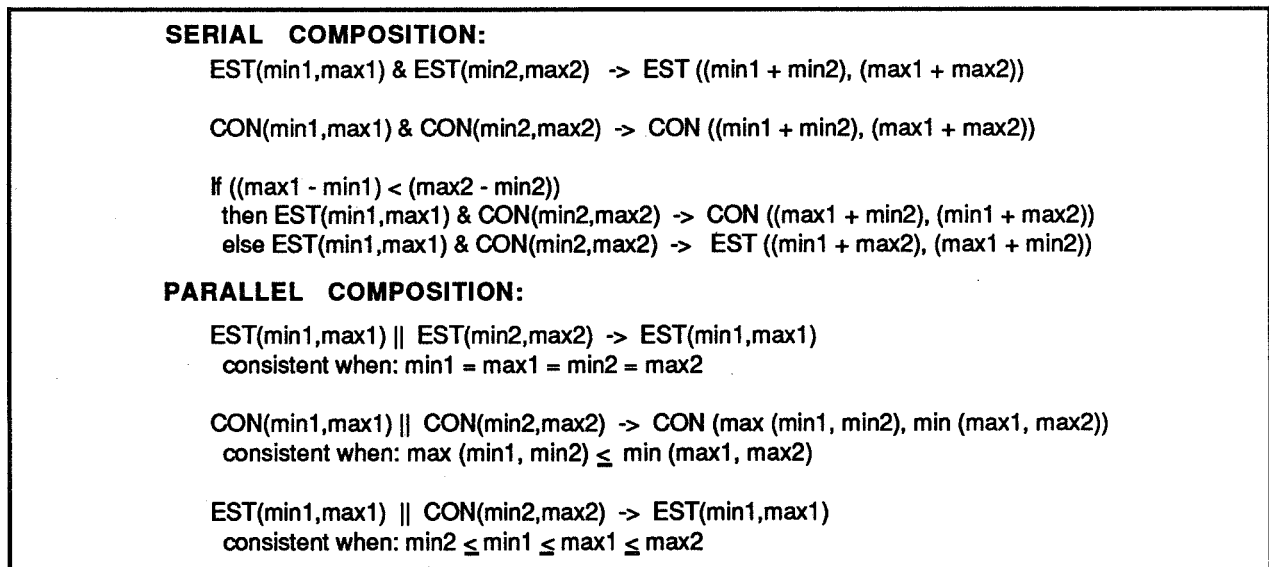 SERIAL COMPOSITION:
EST(min1,max1) & EST(min2,max2) -> EST ((min1 + min2), (max1 + max2))
CON(min1,max1) & CON(min2,max2) -> CON ((min1 + min2), (max1 + max2))
If ((max1 - min1) < (max2 - min2))
then EST(min1,max1) & CON(min2,max2) -> CON ((max1 + min2), (min1 + max2))
else EST(min1,max1) & CON(min2,max2) -> EST ((min1 + max2), (max1 + min2))
PARALLEL COMPOSITION:
EST(min1,max1) || EST(min2,max2) -> EST(min1,max1)
consistent when: min1 = max1 = min2 = max2
CON(min1,max1) || CON(min2,max2) -> CON (max (min1, min2), min (max1, max2))
consistent when: max (min1, min2) ≤ min (max1, max2)
EST(min1,max1) || CON(min2,max2) -> EST(min1,max1)
consistent when: min2 ≤ min1 ≤ max1 ≤ max2